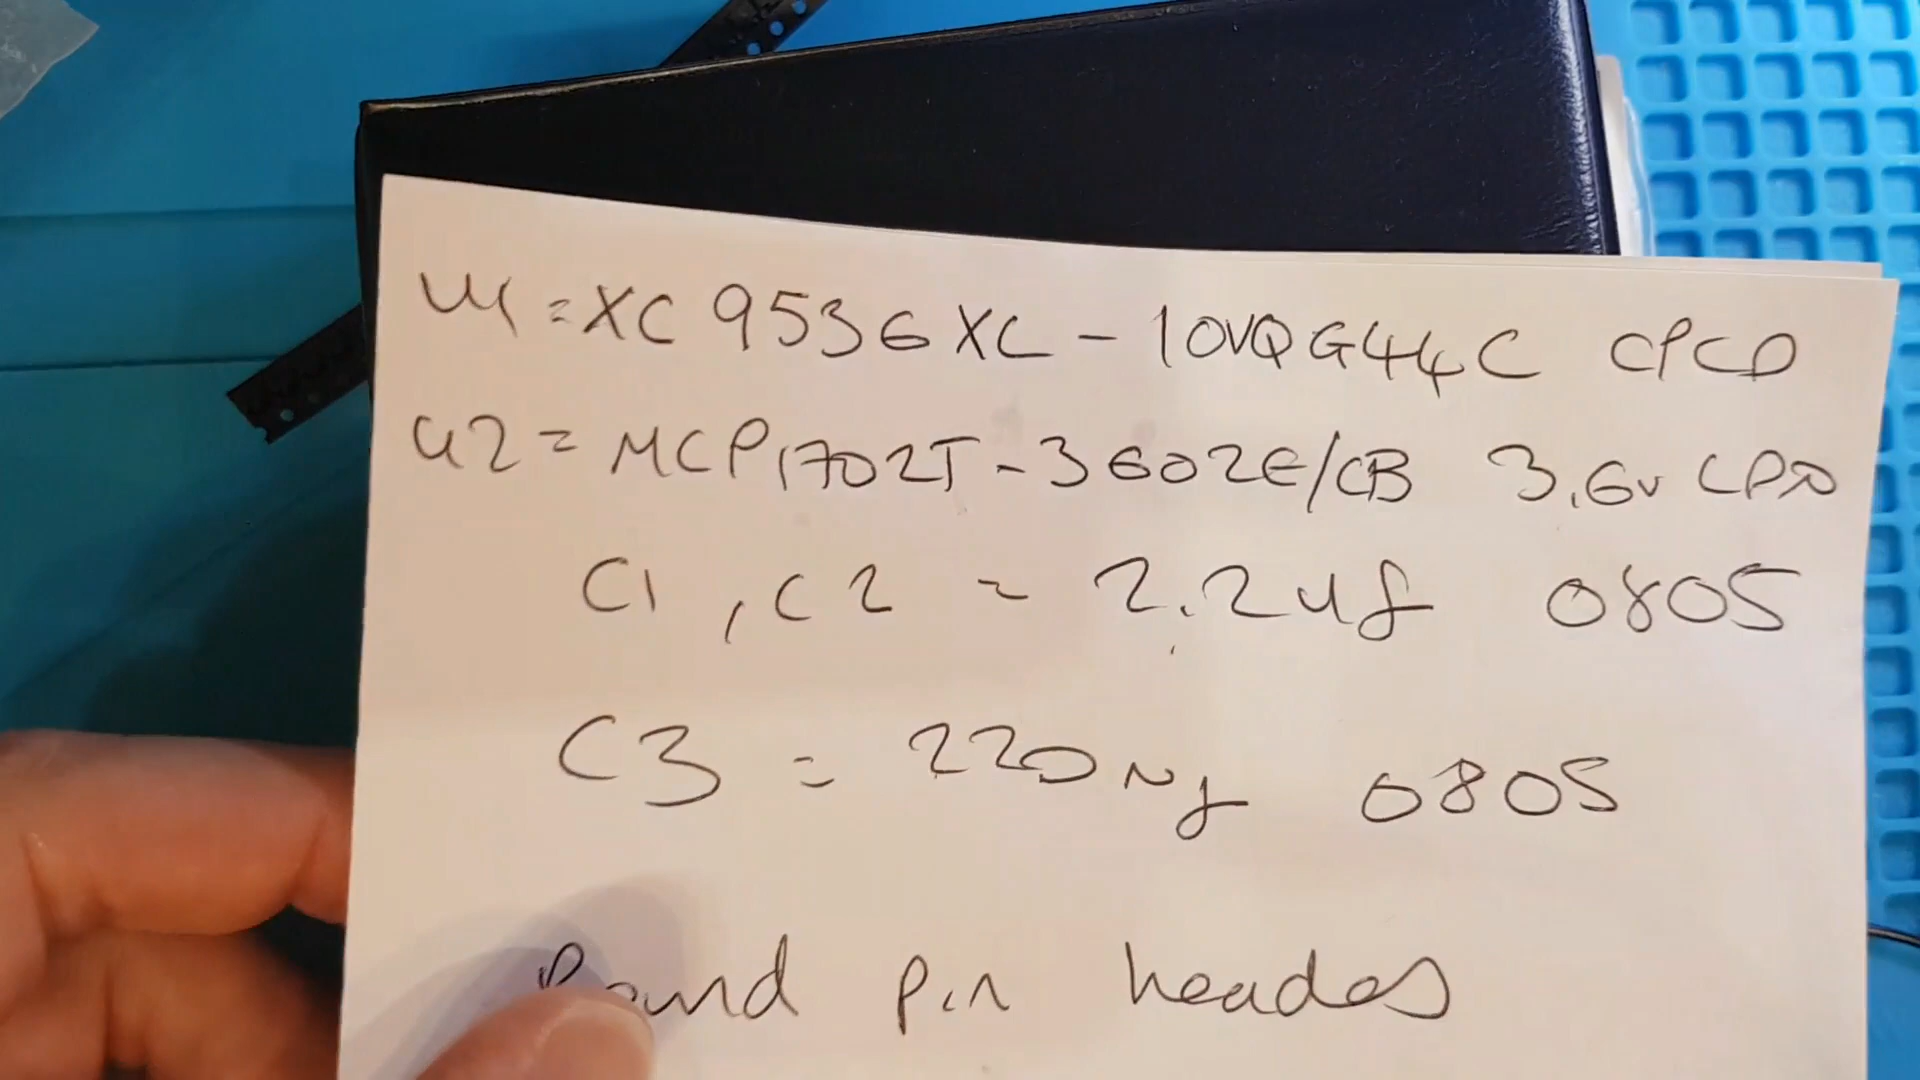 U1 = XC9536XL - 10VQG44C CPLD
U2 = MCP1702T-3602E/CB 3.6v LDO
C1, C2 = 2.2uf 0805
C3 = 220nf 0805
Round pin headers